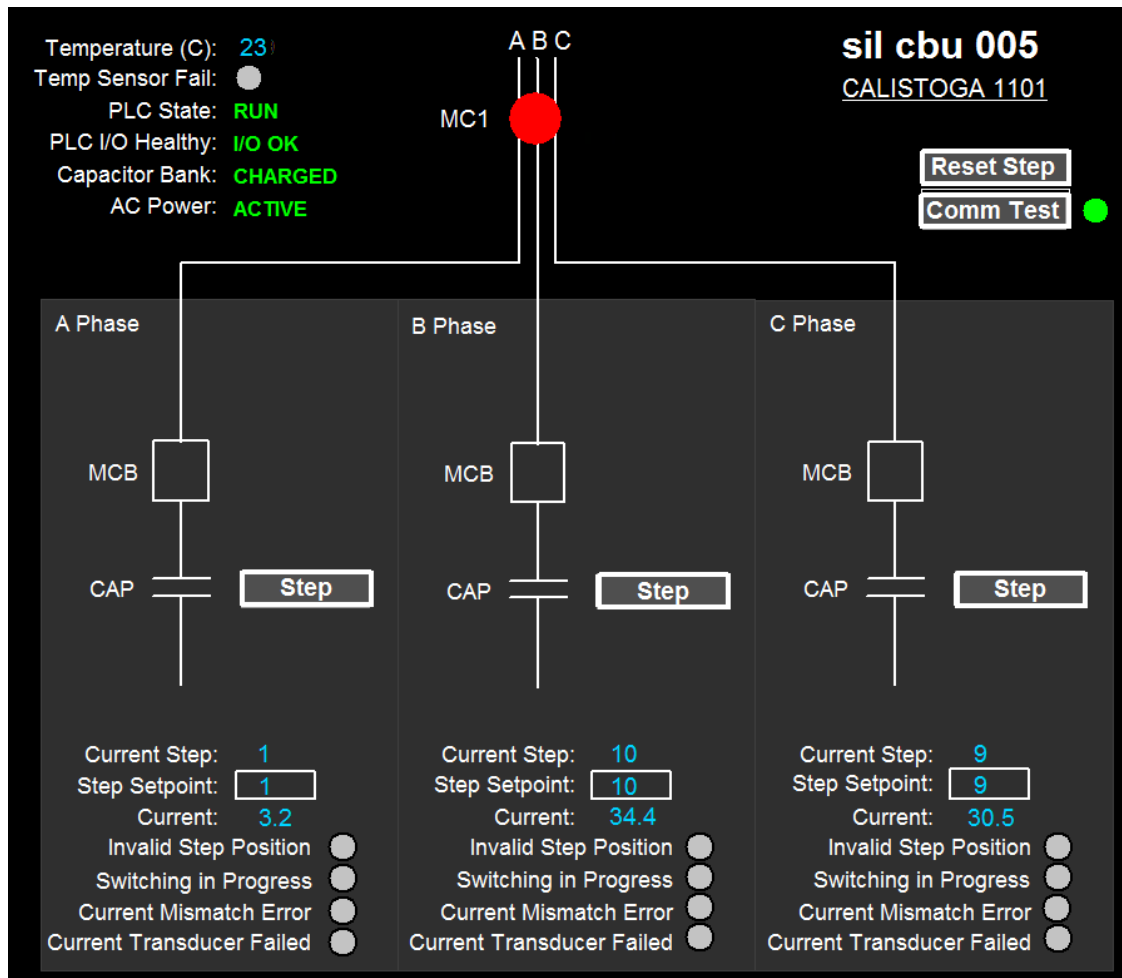 Temperature (C): 23
Temp Sensor Fail:
PLC State: RUN
PLC I/O Healthy: I/O OK
Capacitor Bank: CHARGED
AC Power: ACTIVE
A B C
MC1
sil cbu 005
CALISTOGA 1101
Reset Step
Comm Test
A Phase
MCB
CAP
Step
Current Step: 1
Step Setpoint: 1
Current: 3.2
Invalid Step Position
Switching in Progress
Current Mismatch Error
Current Transducer Failed
B Phase
MCB
CAP
Step
Current Step: 10
Step Setpoint: 10
Current: 34.4
Invalid Step Position
Switching in Progress
Current Mismatch Error
Current Transducer Failed
C Phase
MCB
CAP
Step
Current Step: 9
Step Setpoint: 9
Current: 30.5
Invalid Step Position
Switching in Progress
Current Mismatch Error
Current Transducer Failed